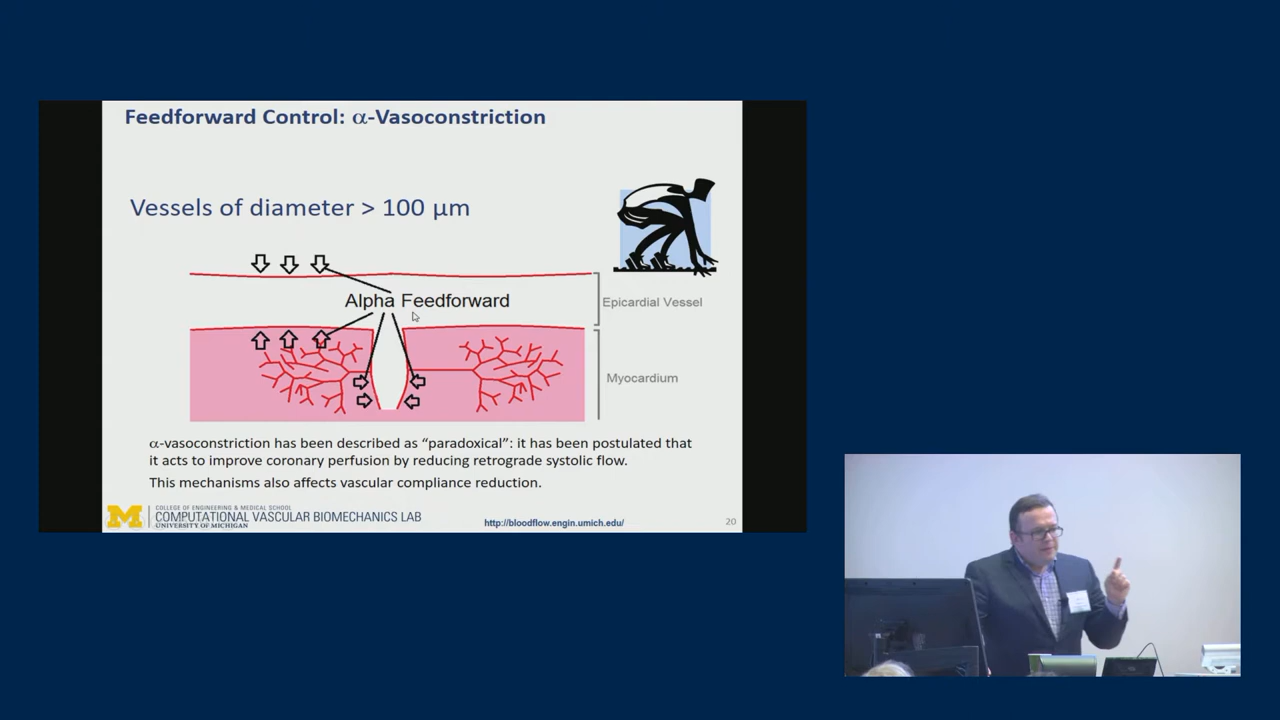 Feedforward Control: α-Vasoconstriction
Vessels of diameter > 100 µm
Alpha Feedforward
Epicardial Vessel
Myocardium
α-vasoconstriction has been described as “paradoxical”: it has been postulated that
it acts to improve coronary perfusion by reducing retrograde systolic flow.
This mechanisms also affects vascular compliance reduction.
M
COLLEGE OF ENGINEERING & MEDICAL SCHOOL
COMPUTATIONAL VASCULAR BIOMECHANICS LAB
UNIVERSITY OF MICHIGAN
http://bloodflow.engin.umich.edu/
20